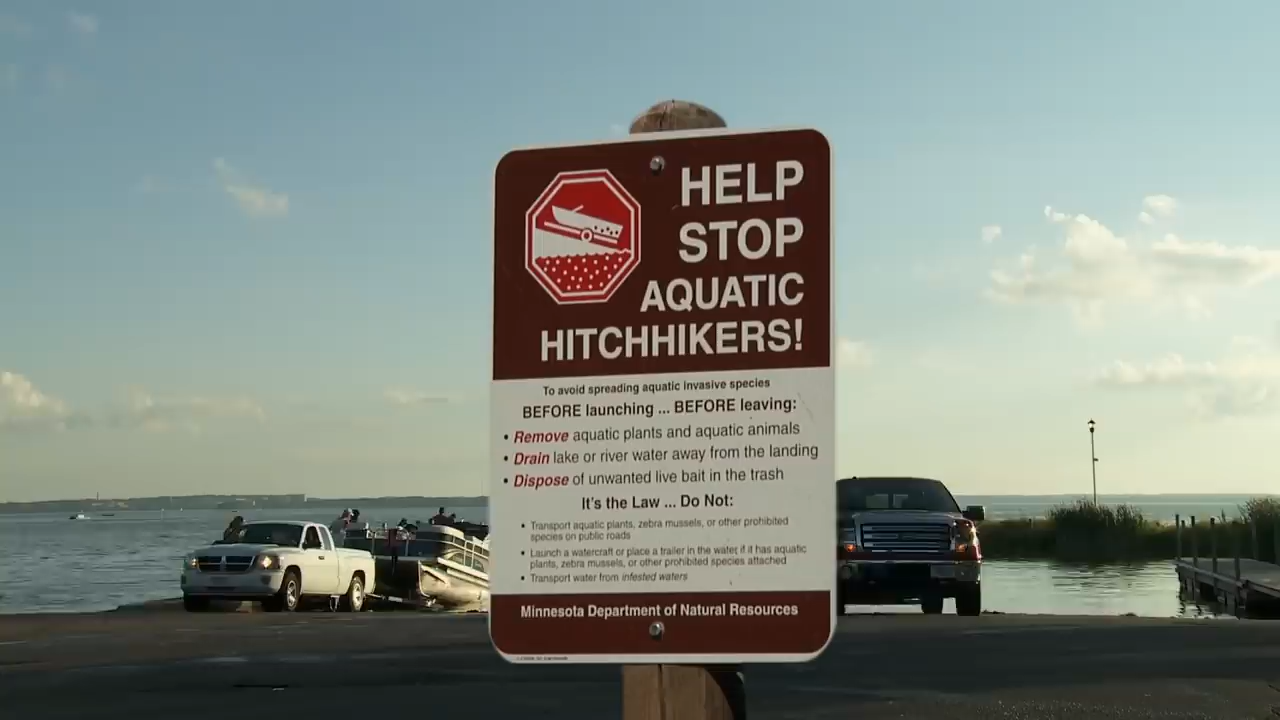 HELP
STOP
AQUATIC
HITCHHIKERS!
To avoid spreading aquatic invasive species
BEFORE launching ... BEFORE leaving:
• Remove aquatic plants and aquatic animals
• Drain lake or river water away from the landing
• Dispose of unwanted live bait in the trash
It's the Law ... Do Not:
• Transport aquatic plants, zebra mussels, or other prohibited
species on public roads
• Launch a watercraft or place a trailer in the water if it has aquatic
plants, zebra mussels, or other prohibited species attached
• Transport water from infested waters
Minnesota Department of Natural Resources